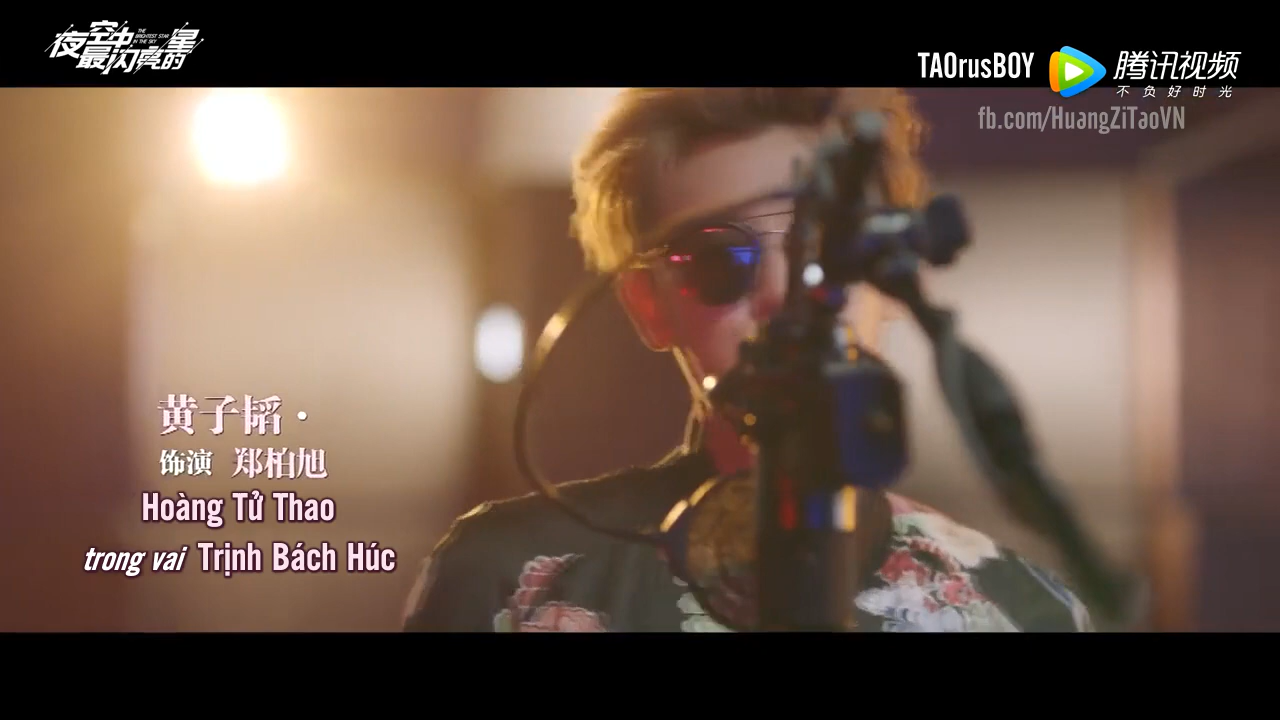 夜空中最闪亮的星
THE BRIGHTEST STAR
IN THE SKY
TAOrusBOY
腾讯视频
不负好时光
fb.com/HuangZiTaoVN
黄子韬·
饰演 郑柏旭
Hoàng Tử Thao
trong vai Trịnh Bách Húc